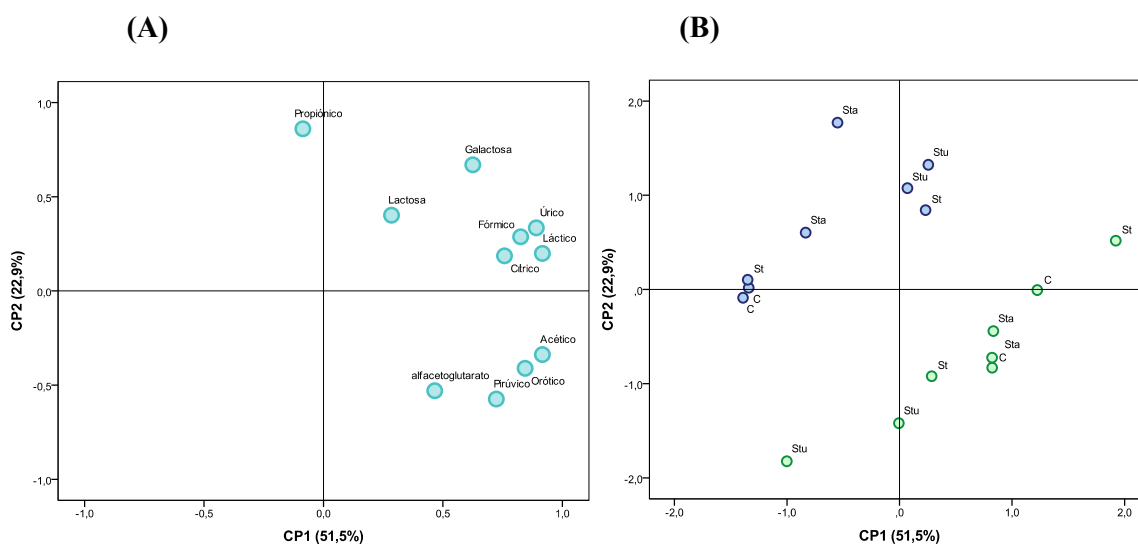 (A)
(B)
1,0
0,5
0,0
-0,5
-1,0
-1,0
-0,5
0,0
0,5
1,0
CP2 (22,9%)
CP1 (51,5%)
Propiónico
Galactosa
Lactosa
Úrico
Fórmico
Láctico
Cítrico
Acético
alfacetoglutarato
Pirúvico
Orótico
2,0
1,0
,0
-1,0
-2,0
-2,0
-1,0
,0
1,0
2,0
CP2 (22,9%)
CP1 (51,5%)
Sta
Stu
Stu
St
Sta
St
St
C
C
C
Sta
Sta
C
St
Stu
Stu